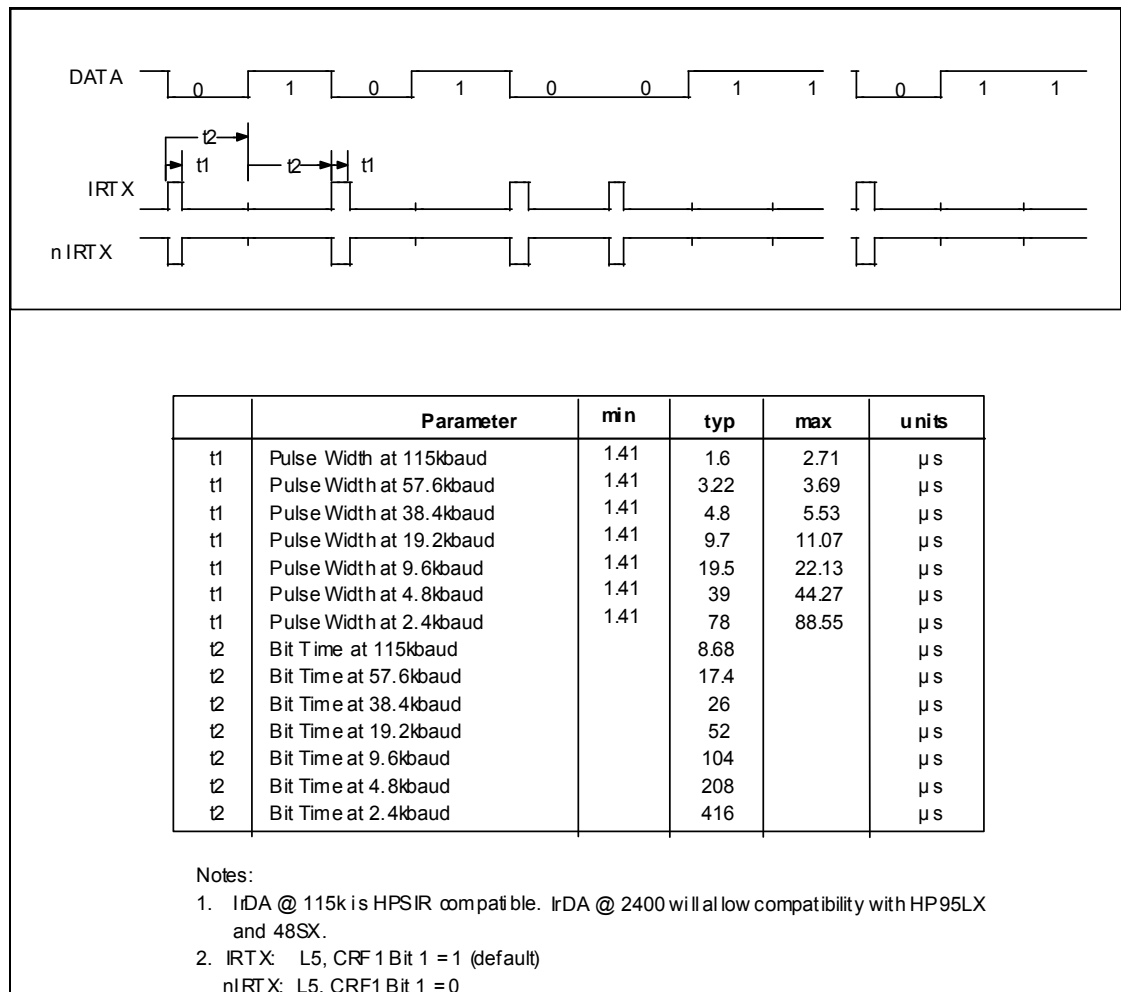 DATA 0 1 0 1 0 0 1 1 0 1 1
t2
t1 t2 t1
IRTX
nIRTX
Parameter min typ max units
t1 Pulse Width at 115kbaud 1.41 1.6 2.71 µs
t1 Pulse Width at 57.6kbaud 1.41 3.22 3.69 µs
t1 Pulse Width at 38.4kbaud 1.41 4.8 5.53 µs
t1 Pulse Width at 19.2kbaud 1.41 9.7 11.07 µs
t1 Pulse Width at 9.6kbaud 1.41 19.5 22.13 µs
t1 Pulse Width at 4.8kbaud 1.41 39 44.27 µs
t1 Pulse Width at 2.4kbaud 1.41 78 88.55 µs
t2 Bit Time at 115kbaud 8.68 µs
t2 Bit Time at 57.6kbaud 17.4 µs
t2 Bit Time at 38.4kbaud 26 µs
t2 Bit Time at 19.2kbaud 52 µs
t2 Bit Time at 9.6kbaud 104 µs
t2 Bit Time at 4.8kbaud 208 µs
t2 Bit Time at 2.4kbaud 416 µs
Notes:
1. IrDA @ 115k is HPSIR compatible. IrDA @ 2400 will allow compatibility with HP95LX
and 48SX.
2. IRTX: L5, CRF1 Bit 1 = 1 (default)
nIRTX: L5, CRF1 Bit 1 = 0